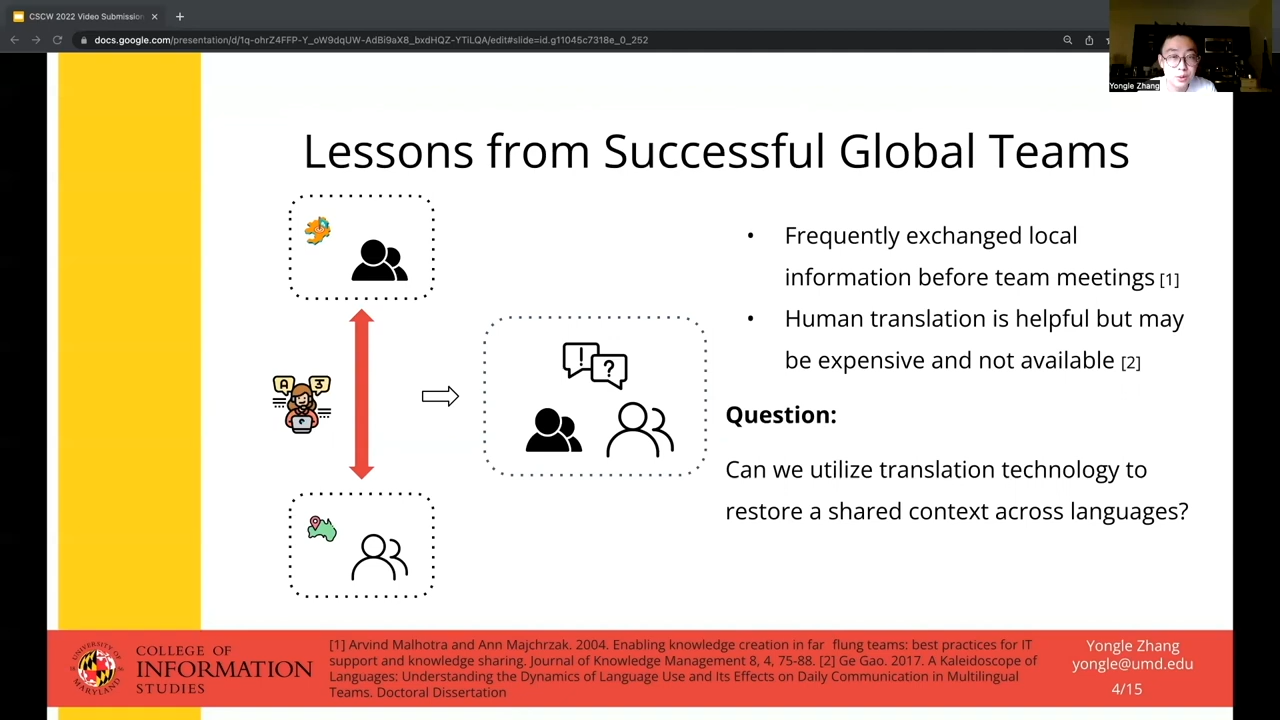 CSCW 2022 Video Submission
docs.google.com/presentation/d/1q-ohrZ4FFP-Y_oW9dqUW-AdBi9aX8_bxdHQZ-YTiLQA/edit#slide=id.g11045c7318e_0_252
Yongle Zhang
Lessons from Successful Global Teams
• Frequently exchanged local
information before team meetings [1]
• Human translation is helpful but may
be expensive and not available [2]
Question:
Can we utilize translation technology to
restore a shared context across languages?
A
!
?
UNIVERSITY OF
MARYLAND
COLLEGE OF
INFORMATION
STUDIES
[1] Arvind Malhotra and Ann Majchrzak. 2004. Enabling knowledge creation in far flung teams: best practices for IT
support and knowledge sharing. Journal of Knowledge Management 8, 4, 75-88. [2] Ge Gao. 2017. A Kaleidoscope of
Languages: Understanding the Dynamics of Language Use and Its Effects on Daily Communication in Multilingual
Teams. Doctoral Dissertation
Yongle Zhang
yongle@umd.edu
4/15